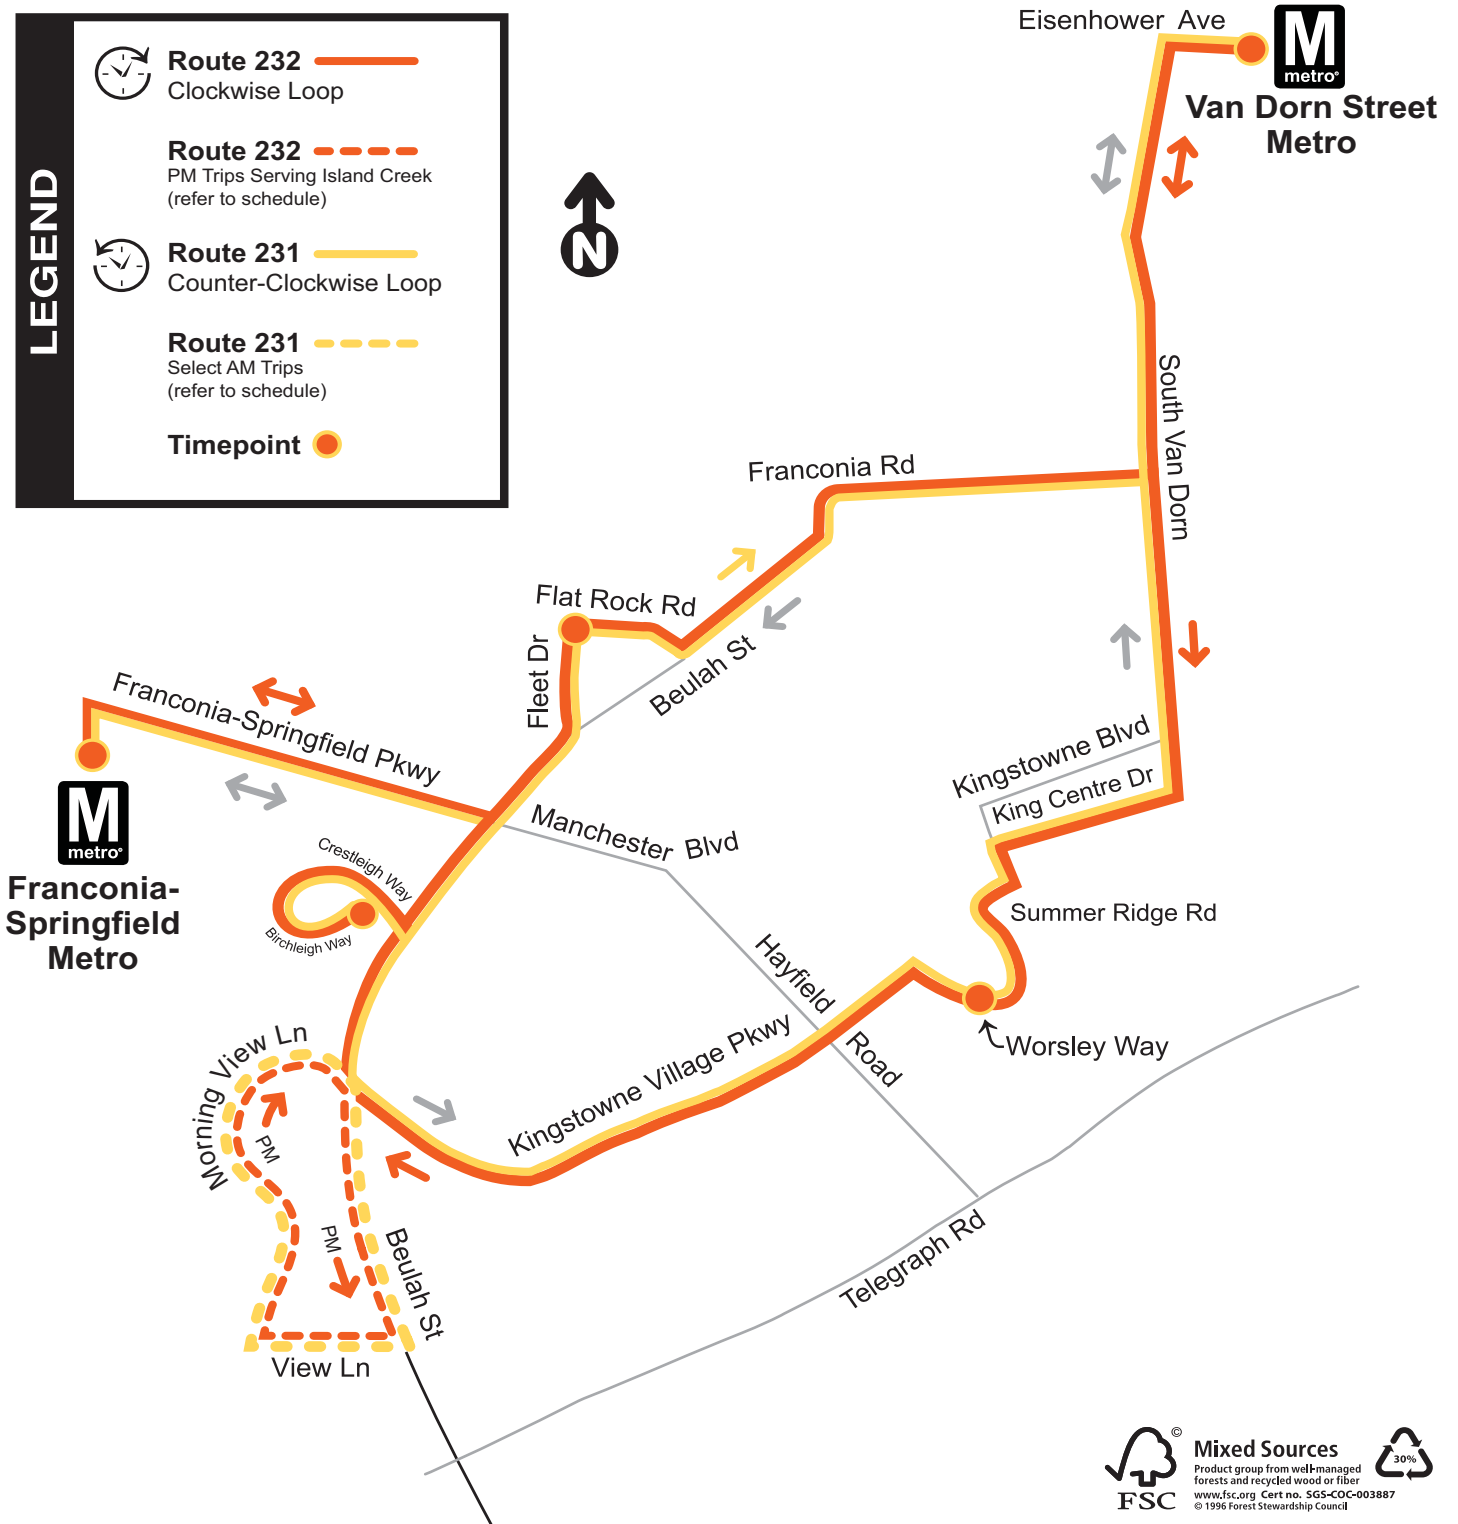 LEGEND
Route 232
Clockwise Loop
Route 232
PM Trips Serving Island Creek
(refer to schedule)
Route 231
Counter-Clockwise Loop
Route 231
Select AM Trips
(refer to schedule)
Timepoint
N
Eisenhower Ave
M
metro®
Van Dorn Street
Metro
South Van Dorn
Franconia Rd
Flat Rock Rd
Fleet Dr
Beulah St
Franconia-Springfield Pkwy
M
metro®
Franconia-
Springfield
Metro
Kingstowne Blvd
King Centre Dr
Manchester Blvd
Crestleigh Way
Birchleigh Way
Summer Ridge Rd
Hayfield Road
Worsley Way
Kingstowne Village Pkwy
Morning View Ln
PM
PM
Beulah St
View Ln
Telegraph Rd
©
FSC
Mixed Sources
Product group from well-managed
forests and recycled wood or fiber
www.fsc.org Cert no. SGS-COC-003887
© 1996 Forest Stewardship Council
30%